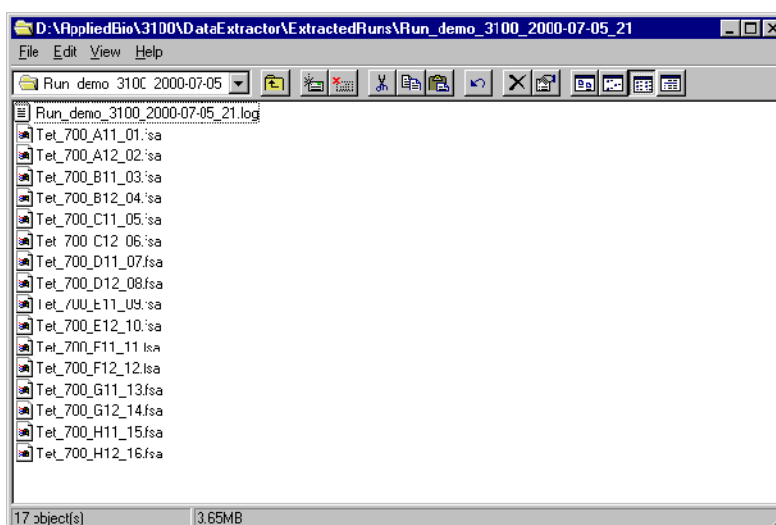 D:\AppliedBio\3100\DataExtractor\ExtractedRuns\Run_demo_3100_2000-07-05_21
File Edit View Help
Run demo 310C 2000-07-05
Run_demo_3100_2000-07-05_21.log
Tet_700_A11_01.fsa
Tet_700_A12_02.fsa
Tet_700_B11_03.fsa
Tet_700_B12_04.fsa
Tet_700_C11_05.fsa
Tet 700 C12 06.fsa
Tet_700_D11_07.fsa
Tet_700_D12_08.fsa
Tet_700_E11_09.fsa
Tet_700_E12_10.fsa
Tet_700_F11_11.fsa
Tet_700_F12_12.fsa
Tet_700_G11_13.fsa
Tet_700_G12_14.fsa
Tet_700_H11_15.fsa
Tet_700_H12_16.fsa
17 object(s) 3.65MB